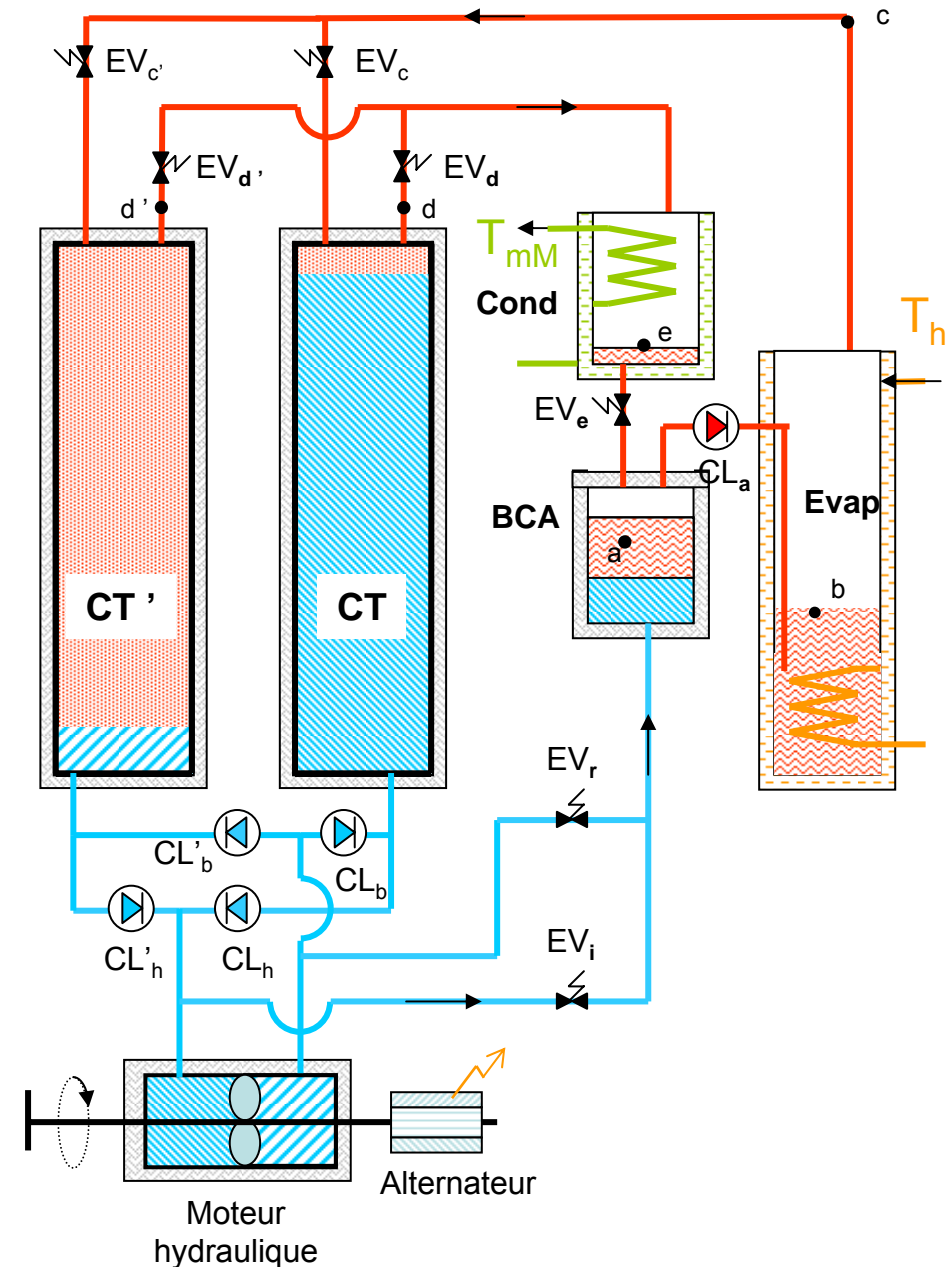 c
EVc'
EVc
EVd'
EVd
d'
d
TmM
Cond
e
Th
EVe
CLa
BCA
Evap
a
b
CT'
CT
EVr
CL'b
CLb
EVi
CL'h
CLh
Alternateur
Moteur
hydraulique